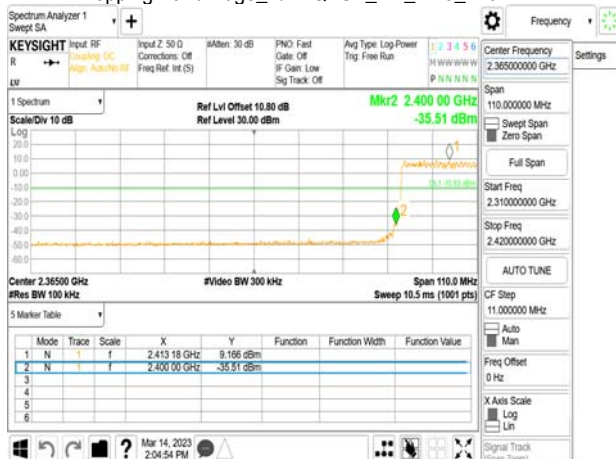 Spectrum Analyzer 1
Swept SA
Frequency
Settings
KEYSIGHT
R
Input: RF
Coupling: DC
Align: Auto/No RF
Input Z: 50 Ω
Corrections: Off
Freq Ref: Int (S)
#Atten: 30 dB
PNO: Fast
Gate: Off
IF Gain: Low
Sig Track: Off
Avg Type: Log-Power
Trig: Free Run
1 2 3 4 5 6
M W W W W W
P N N N N N
1 Spectrum
Scale/Div 10 dB
Log
Ref Lvl Offset 10.80 dB
Ref Level 30.00 dBm
Mkr2 2.400 00 GHz
-35.51 dBm
20.0
10.0
0.00
-10.0
-20.0
-30.0
-40.0
-50.0
-60.0
1
2
Center 2.36500 GHz
#Res BW 100 kHz
#Video BW 300 kHz
Span 110.0 MHz
Sweep 10.5 ms (1001 pts)
5 Marker Table
Mode Trace Scale X Y Function Function Width Function Value
1 N 1 f 2.413 18 GHz 9.166 dBm
2 N 1 f 2.400 00 GHz -35.51 dBm
3
4
5
6
Mar 14, 2023
2:04:54 PM
Center Frequency
2.365000000 GHz
Span
110.000000 MHz
Swept Span
Zero Span
Full Span
Start Freq
2.310000000 GHz
Stop Freq
2.420000000 GHz
AUTO TUNE
CF Step
11.000000 MHz
Auto
Man
Freq Offset
0 Hz
X Axis Scale
Log
Lin
Signal Track